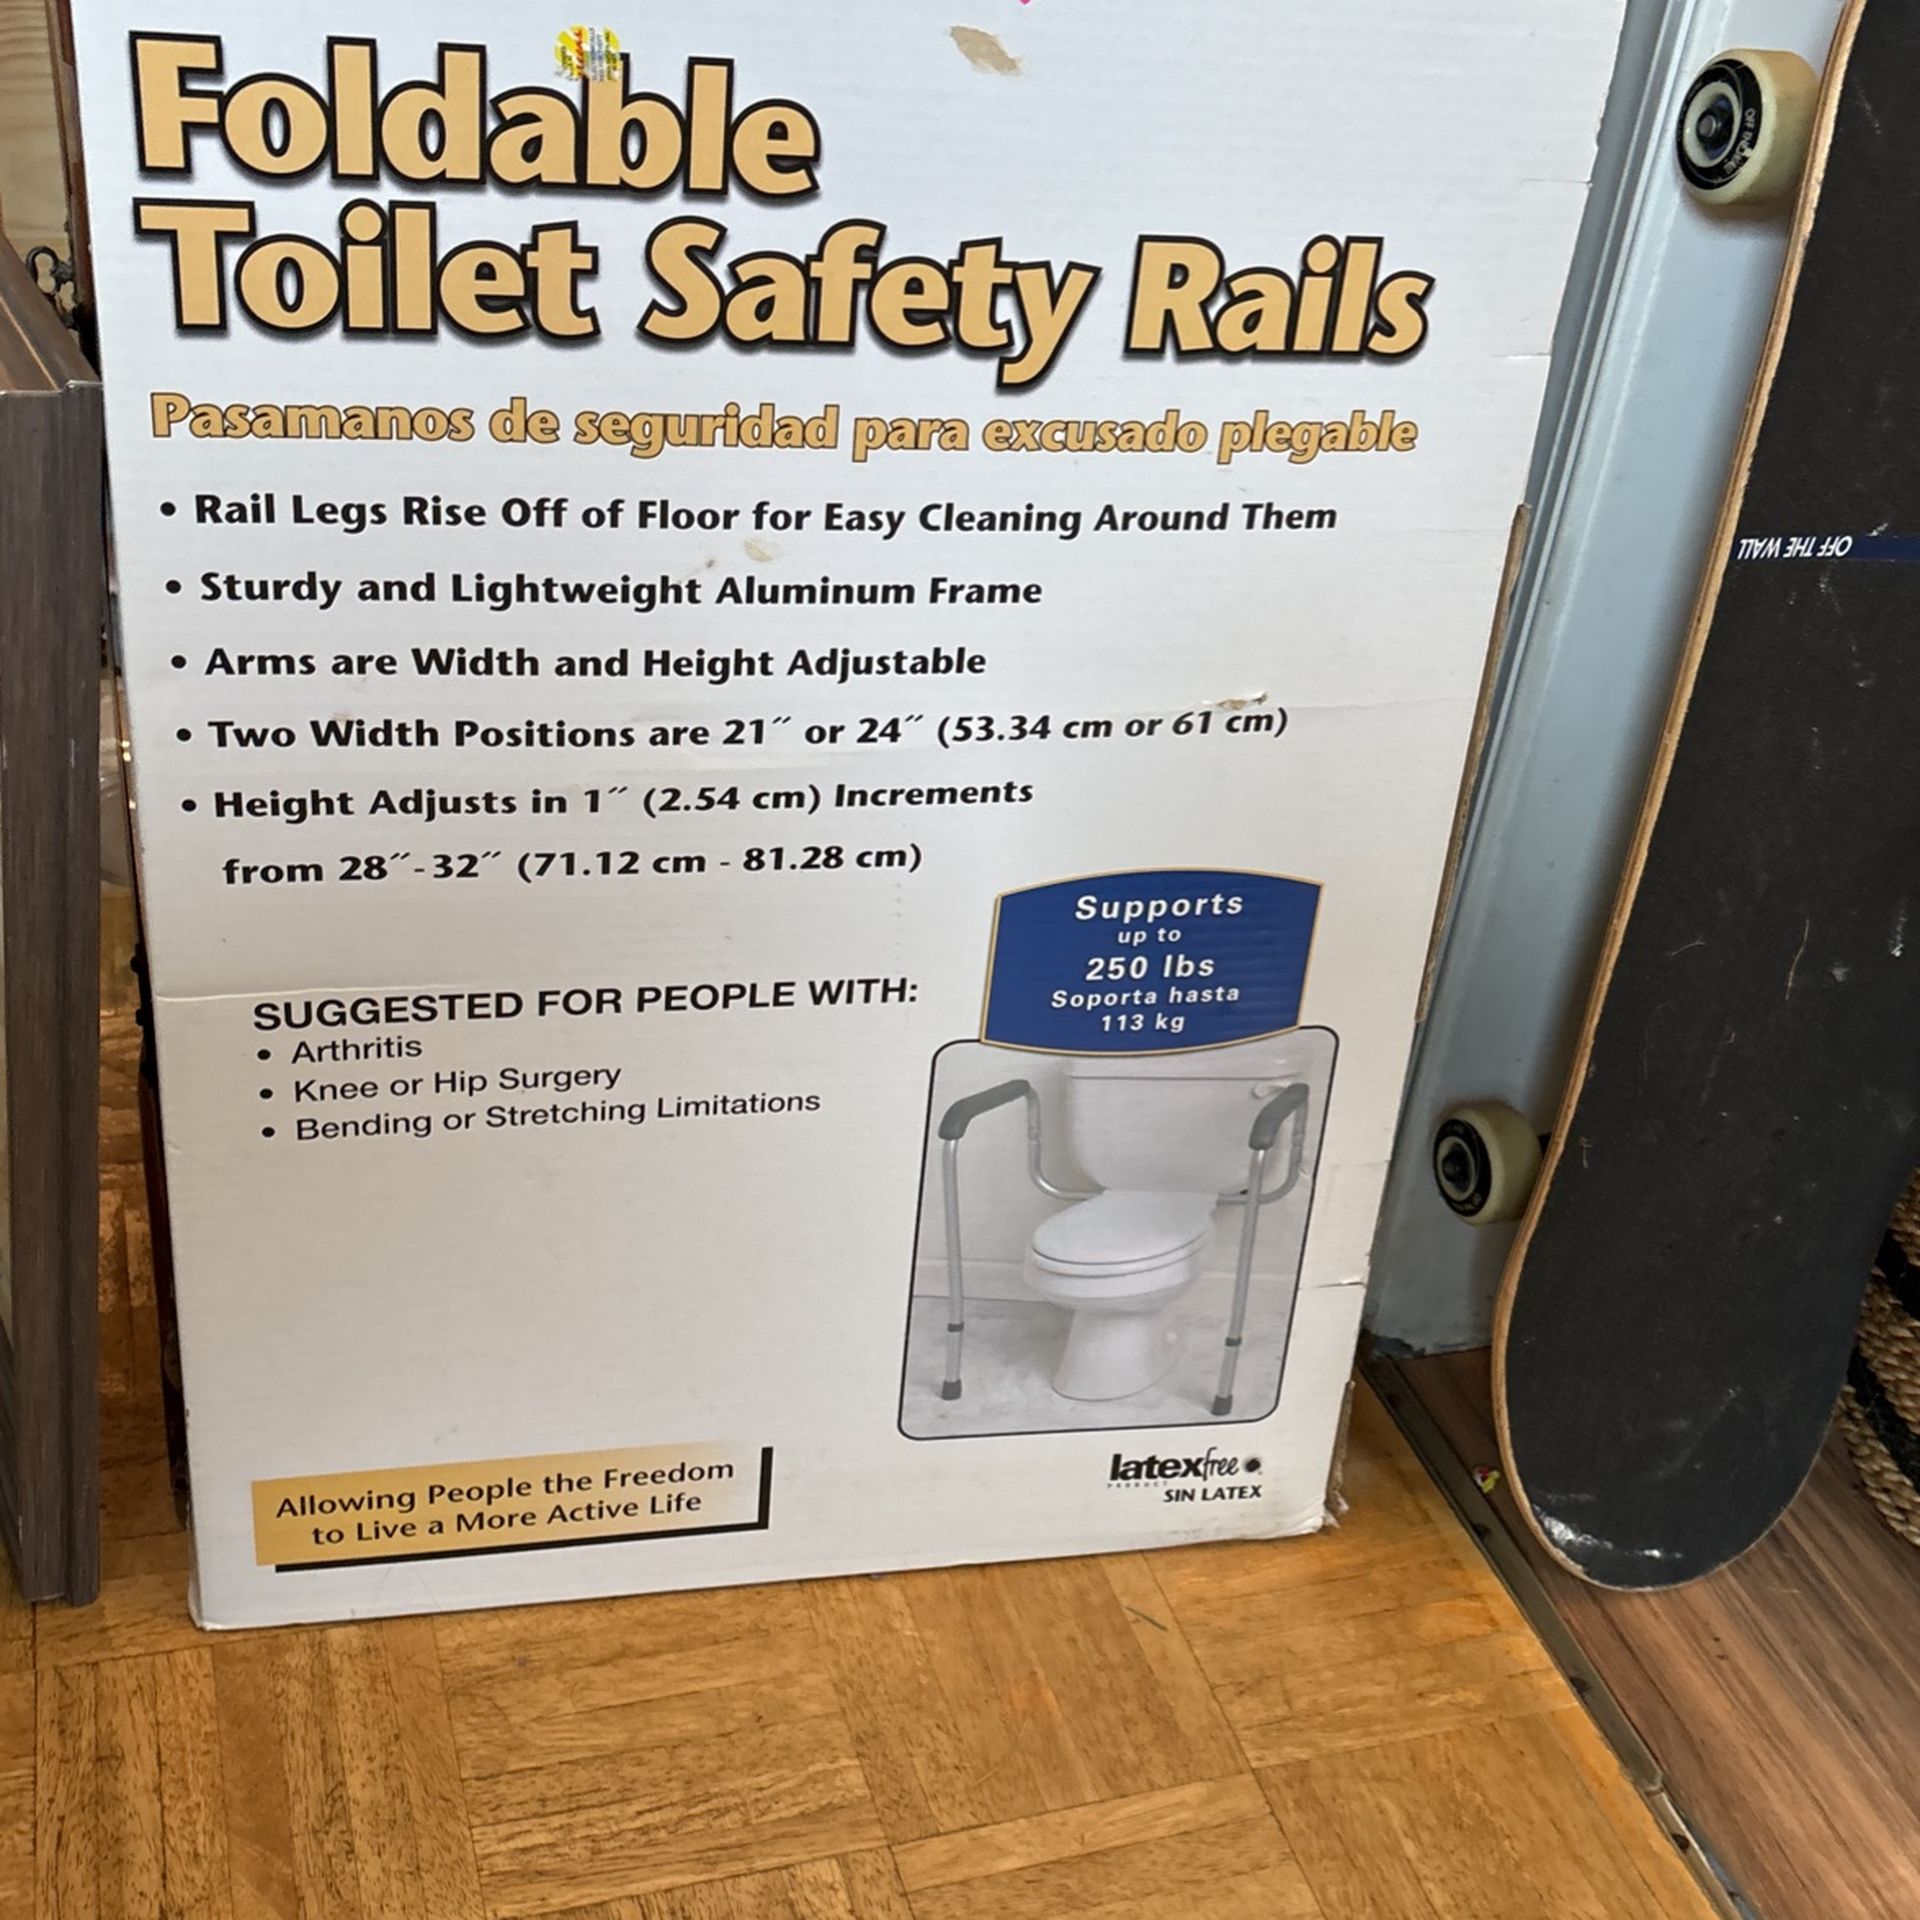 Foldable
Toilet Safety Rails
Pasamanos de seguridad para excusado plegable
• Rail Legs Rise Off of Floor for Easy Cleaning Around Them
• Sturdy and Lightweight Aluminum Frame
• Arms are Width and Height Adjustable
• Two Width Positions are 21″ or 24″ (53.34 cm or 61 cm)
• Height Adjusts in 1″ (2.54 cm) Increments
from 28″-32″ (71.12 cm - 81.28 cm)
Supports
up to
250 lbs
Soporta hasta
113 kg
SUGGESTED FOR PEOPLE WITH:
• Arthritis
• Knee or Hip Surgery
• Bending or Stretching Limitations
Allowing People the Freedom
to Live a More Active Life
latexfree
PRODUCT
SIN LATEX
OFF THE WALL